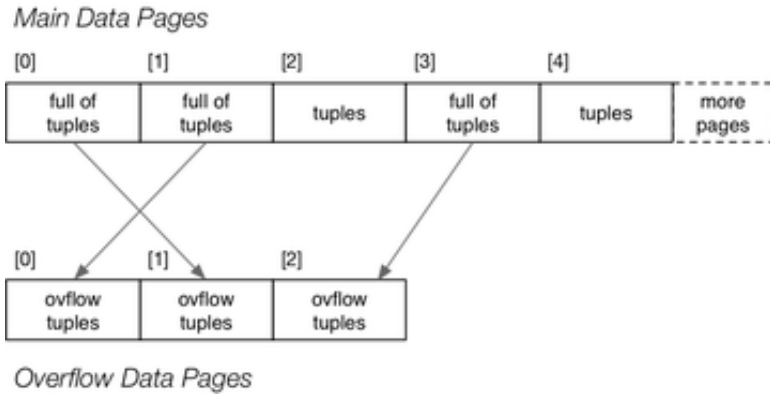 Main Data Pages
[0] [1] [2] [3] [4]
full of full of full of more
tuples tuples tuples tuples tuples pages
[0] [1] [2]
ovflow ovflow ovflow
tuples tuples tuples
Overflow Data Pages